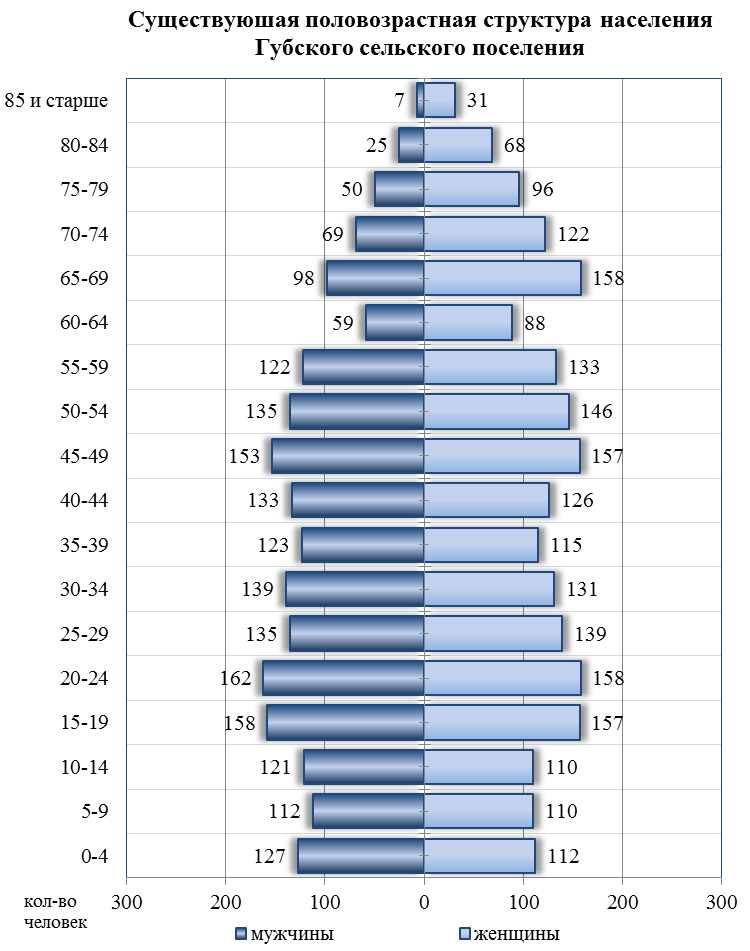 Существуюшая половозрастная структура населения
Губского сельского поселения
85 и старше 7 31
80-84 25 68
75-79 50 96
70-74 69 122
65-69 98 158
60-64 59 88
55-59 122 133
50-54 135 146
45-49 153 157
40-44 133 126
35-39 123 115
30-34 139 131
25-29 135 139
20-24 162 158
15-19 158 157
10-14 121 110
5-9 112 110
0-4 127 112
кол-во
человек
300 200 100 0 100 200 300
мужчины женщины